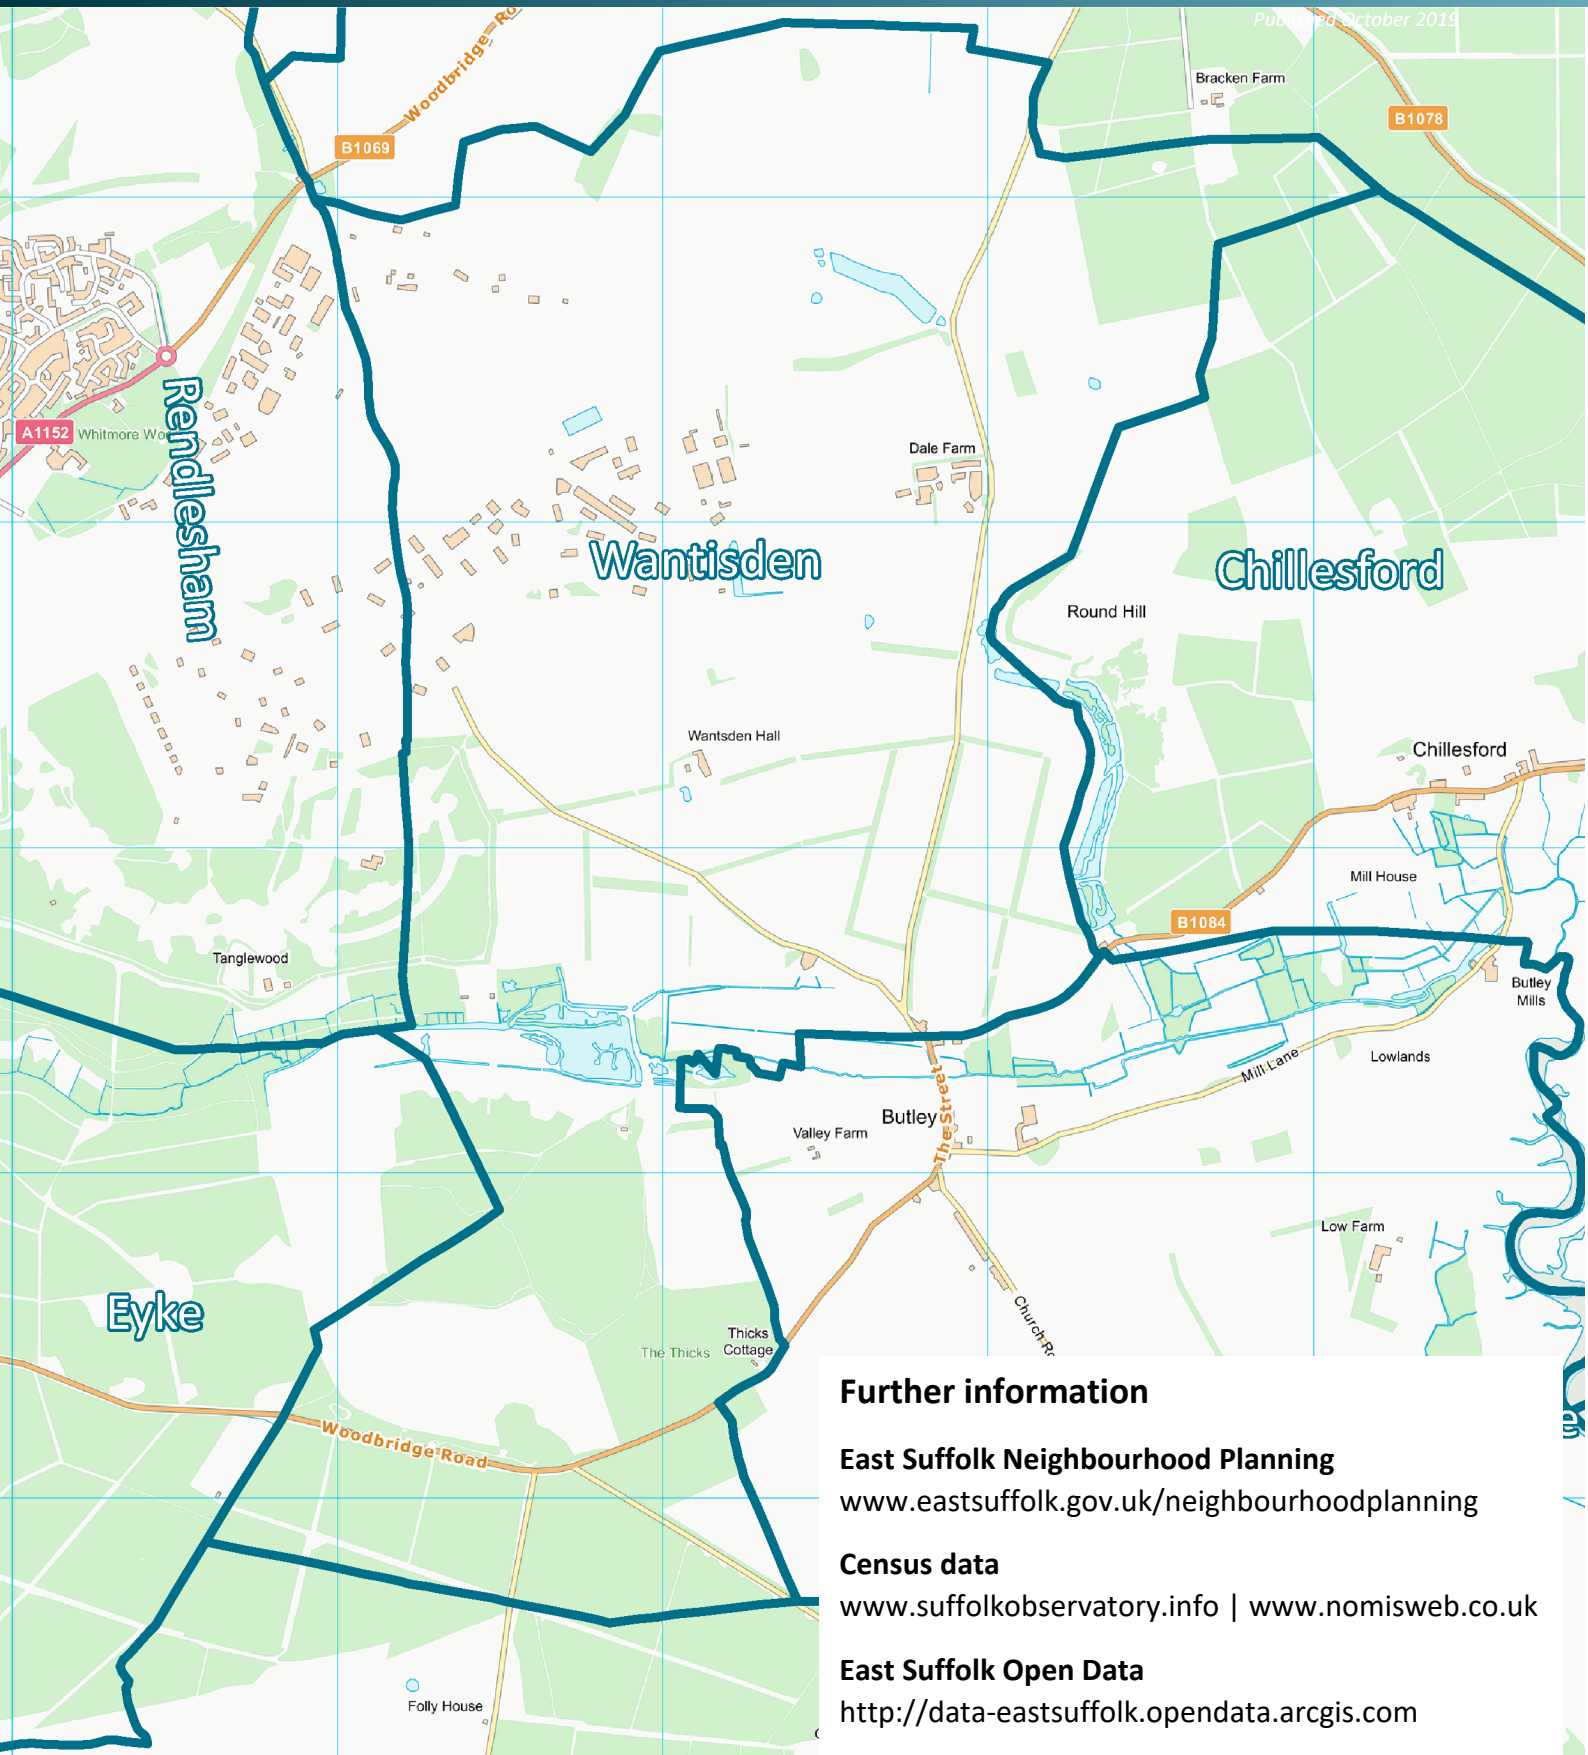 Published October 2019
Woodbridge Ro
Bracken Farm
B1078
B1069
Rendlesham
A1152
Whitmore Woo
Dale Farm
Wantisden
Chillesford
Round Hill
Wantsden Hall
Chillesford
Mill House
B1084
Tanglewood
Butley
Mills
Lowlands
Mill Lane
The Street
Butley
Valley Farm
Low Farm
Eyke
Church Ro
Thicks
Cottage
The Thicks
Woodbridge Road
Folly House
Further information
East Suffolk Neighbourhood Planning
www.eastsuffolk.gov.uk/neighbourhoodplanning
Census data
www.suffolkobservatory.info | www.nomisweb.co.uk
East Suffolk Open Data
http://data-eastsuffolk.opendata.arcgis.com